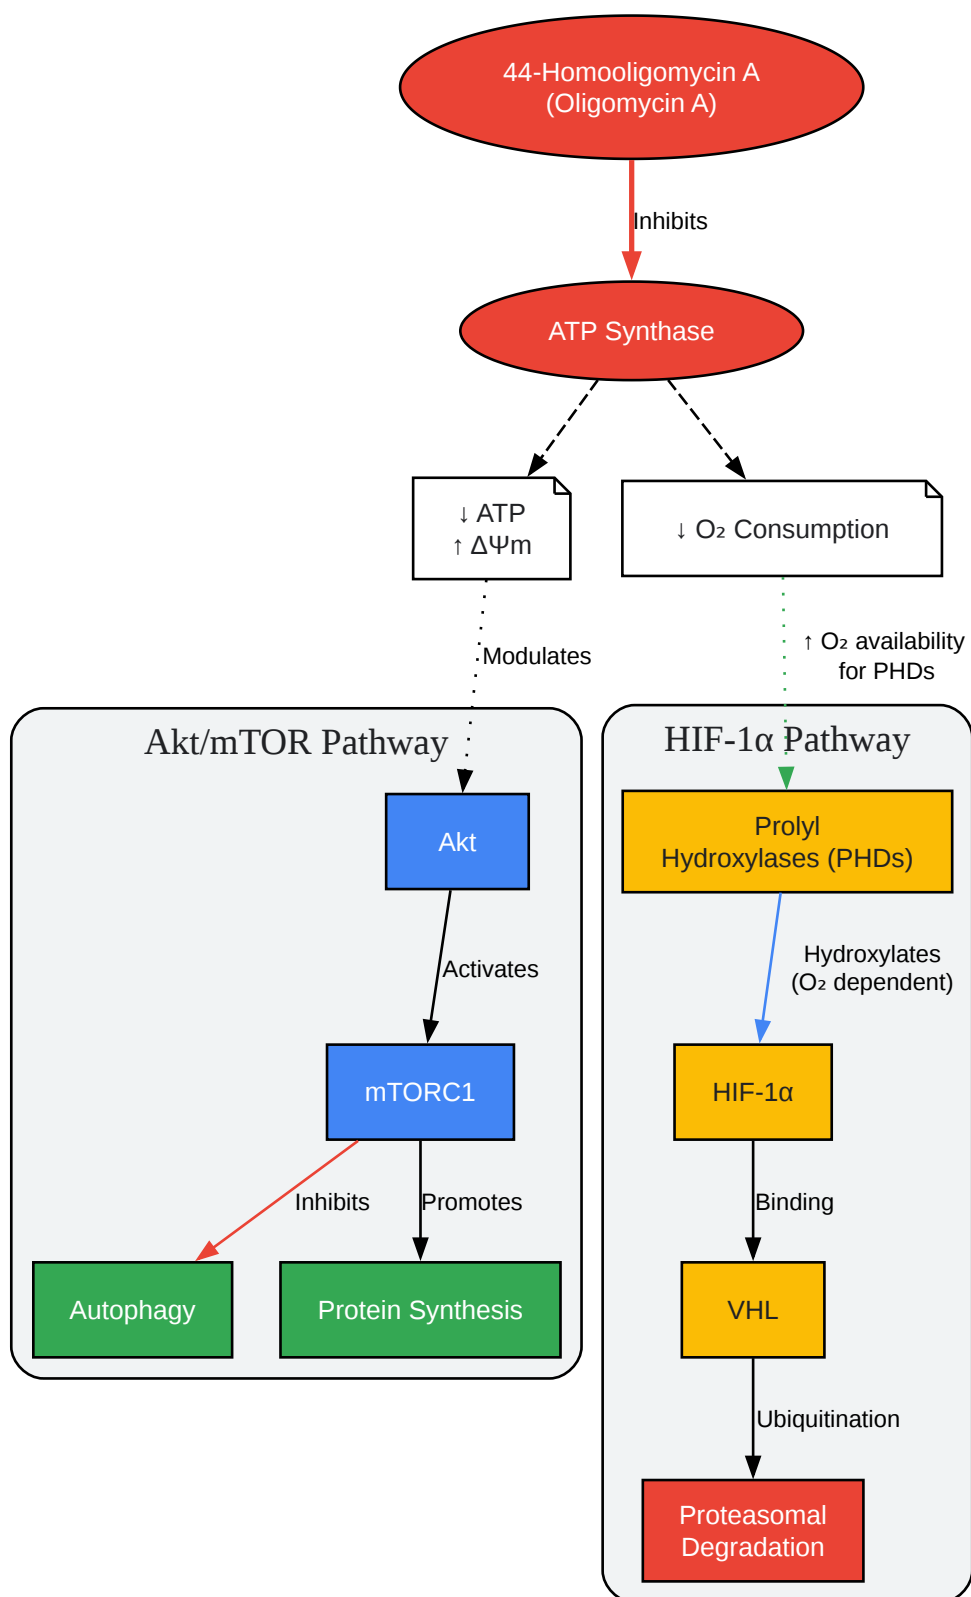 44-Homooligomycin A
(Oligomycin A)
Inhibits
ATP Synthase
↓ ATP
↑ ΔΨm
↓ O₂ Consumption
Modulates
↑ O₂ availability
for PHDs
Akt/mTOR Pathway
HIF-1α Pathway
Akt
Prolyl
Hydroxylases (PHDs)
Activates
Hydroxylates
(O₂ dependent)
mTORC1
HIF-1α
Inhibits
Promotes
Binding
Autophagy
Protein Synthesis
VHL
Ubiquitination
Proteasomal
Degradation